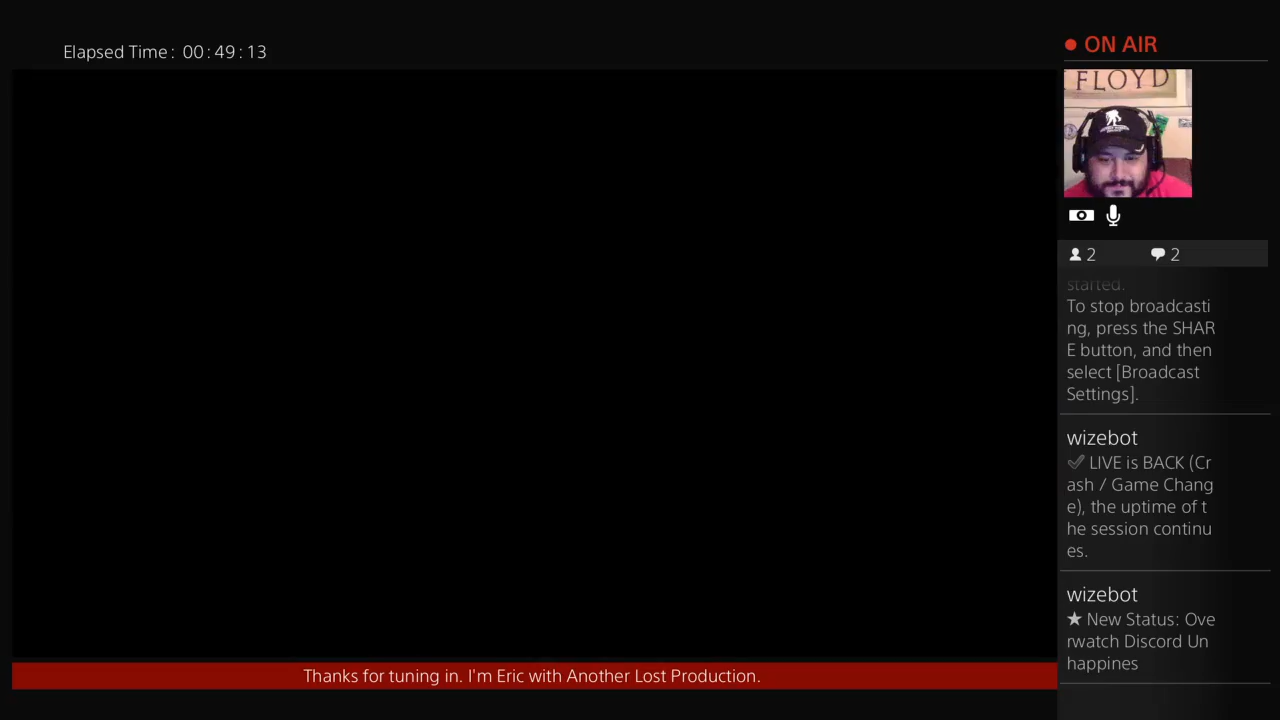 Elapsed Time: 00:49:13
ON AIR
FLOYD
2 2
started.
To stop broadcasti
ng, press the SHAR
E button, and then
select [Broadcast
Settings].
wizebot
✔ LIVE is BACK (Cr
ash / Game Chang
e), the uptime of t
he session continu
es.
wizebot
★ New Status: Ove
rwatch Discord Un
happines
Thanks for tuning in. I'm Eric with Another Lost Production.